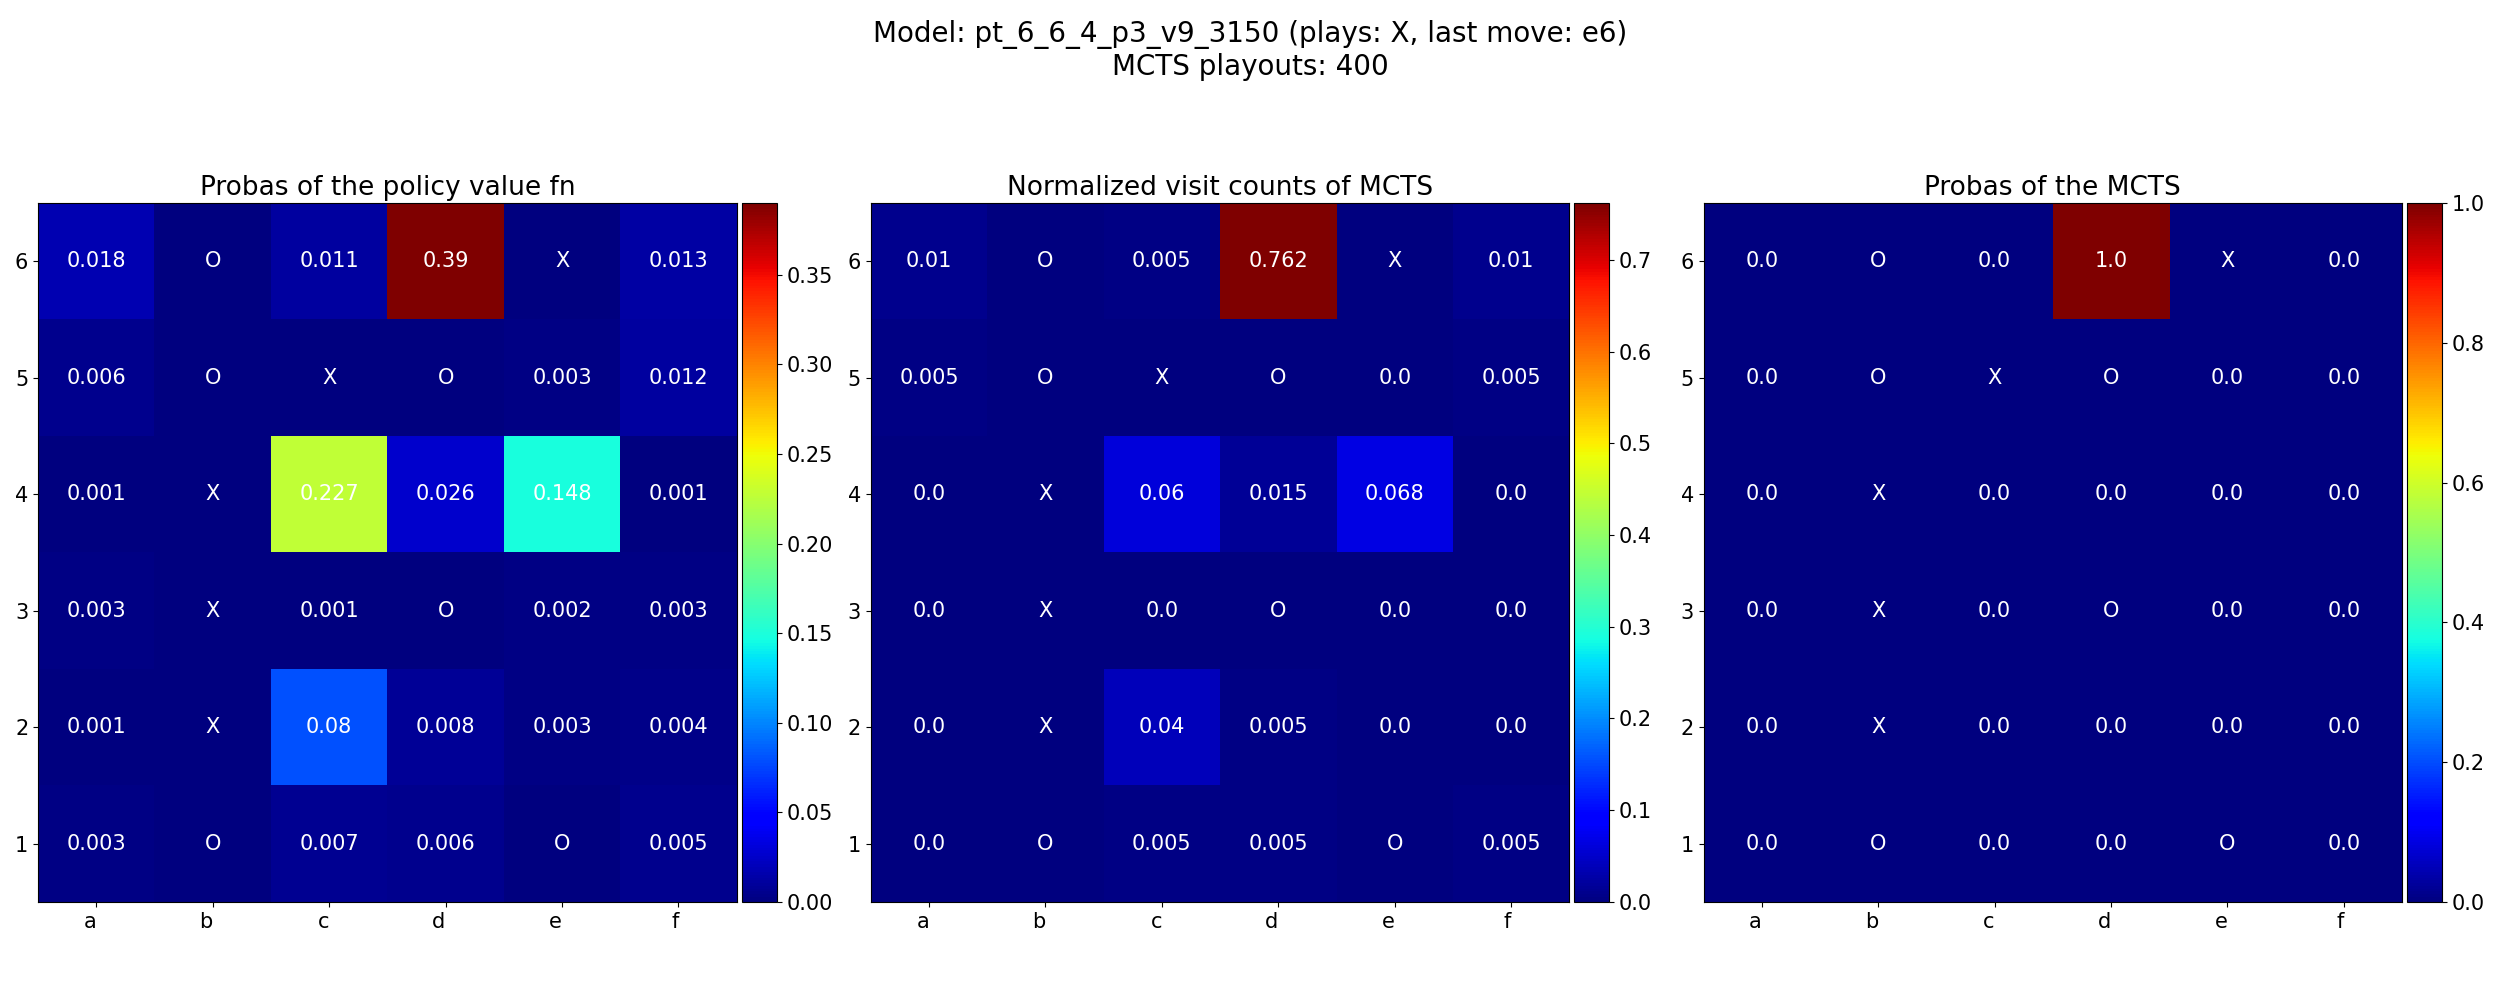 Model: pt_6_6_4_p3_v9_3150 (plays: X, last move: e6)
MCTS playouts: 400
Probas of the policy value fn
6 0.018 O 0.011 0.39 X 0.013
5 0.006 O X O 0.003 0.012
4 0.001 X 0.227 0.026 0.148 0.001
3 0.003 X 0.001 O 0.002 0.003
2 0.001 X 0.08 0.008 0.003 0.004
1 0.003 O 0.007 0.006 O 0.005
a b c d e f
0.35
0.30
0.25
0.20
0.15
0.10
0.05
0.00
Normalized visit counts of MCTS
6 0.01 O 0.005 0.762 X 0.01
5 0.005 O X O 0.0 0.005
4 0.0 X 0.06 0.015 0.068 0.0
3 0.0 X 0.0 O 0.0 0.0
2 0.0 X 0.04 0.005 0.0 0.0
1 0.0 O 0.005 0.005 O 0.005
a b c d e f
0.7
0.6
0.5
0.4
0.3
0.2
0.1
0.0
Probas of the MCTS
6 0.0 O 0.0 1.0 X 0.0
5 0.0 O X O 0.0 0.0
4 0.0 X 0.0 0.0 0.0 0.0
3 0.0 X 0.0 O 0.0 0.0
2 0.0 X 0.0 0.0 0.0 0.0
1 0.0 O 0.0 0.0 O 0.0
a b c d e f
1.0
0.8
0.6
0.4
0.2
0.0